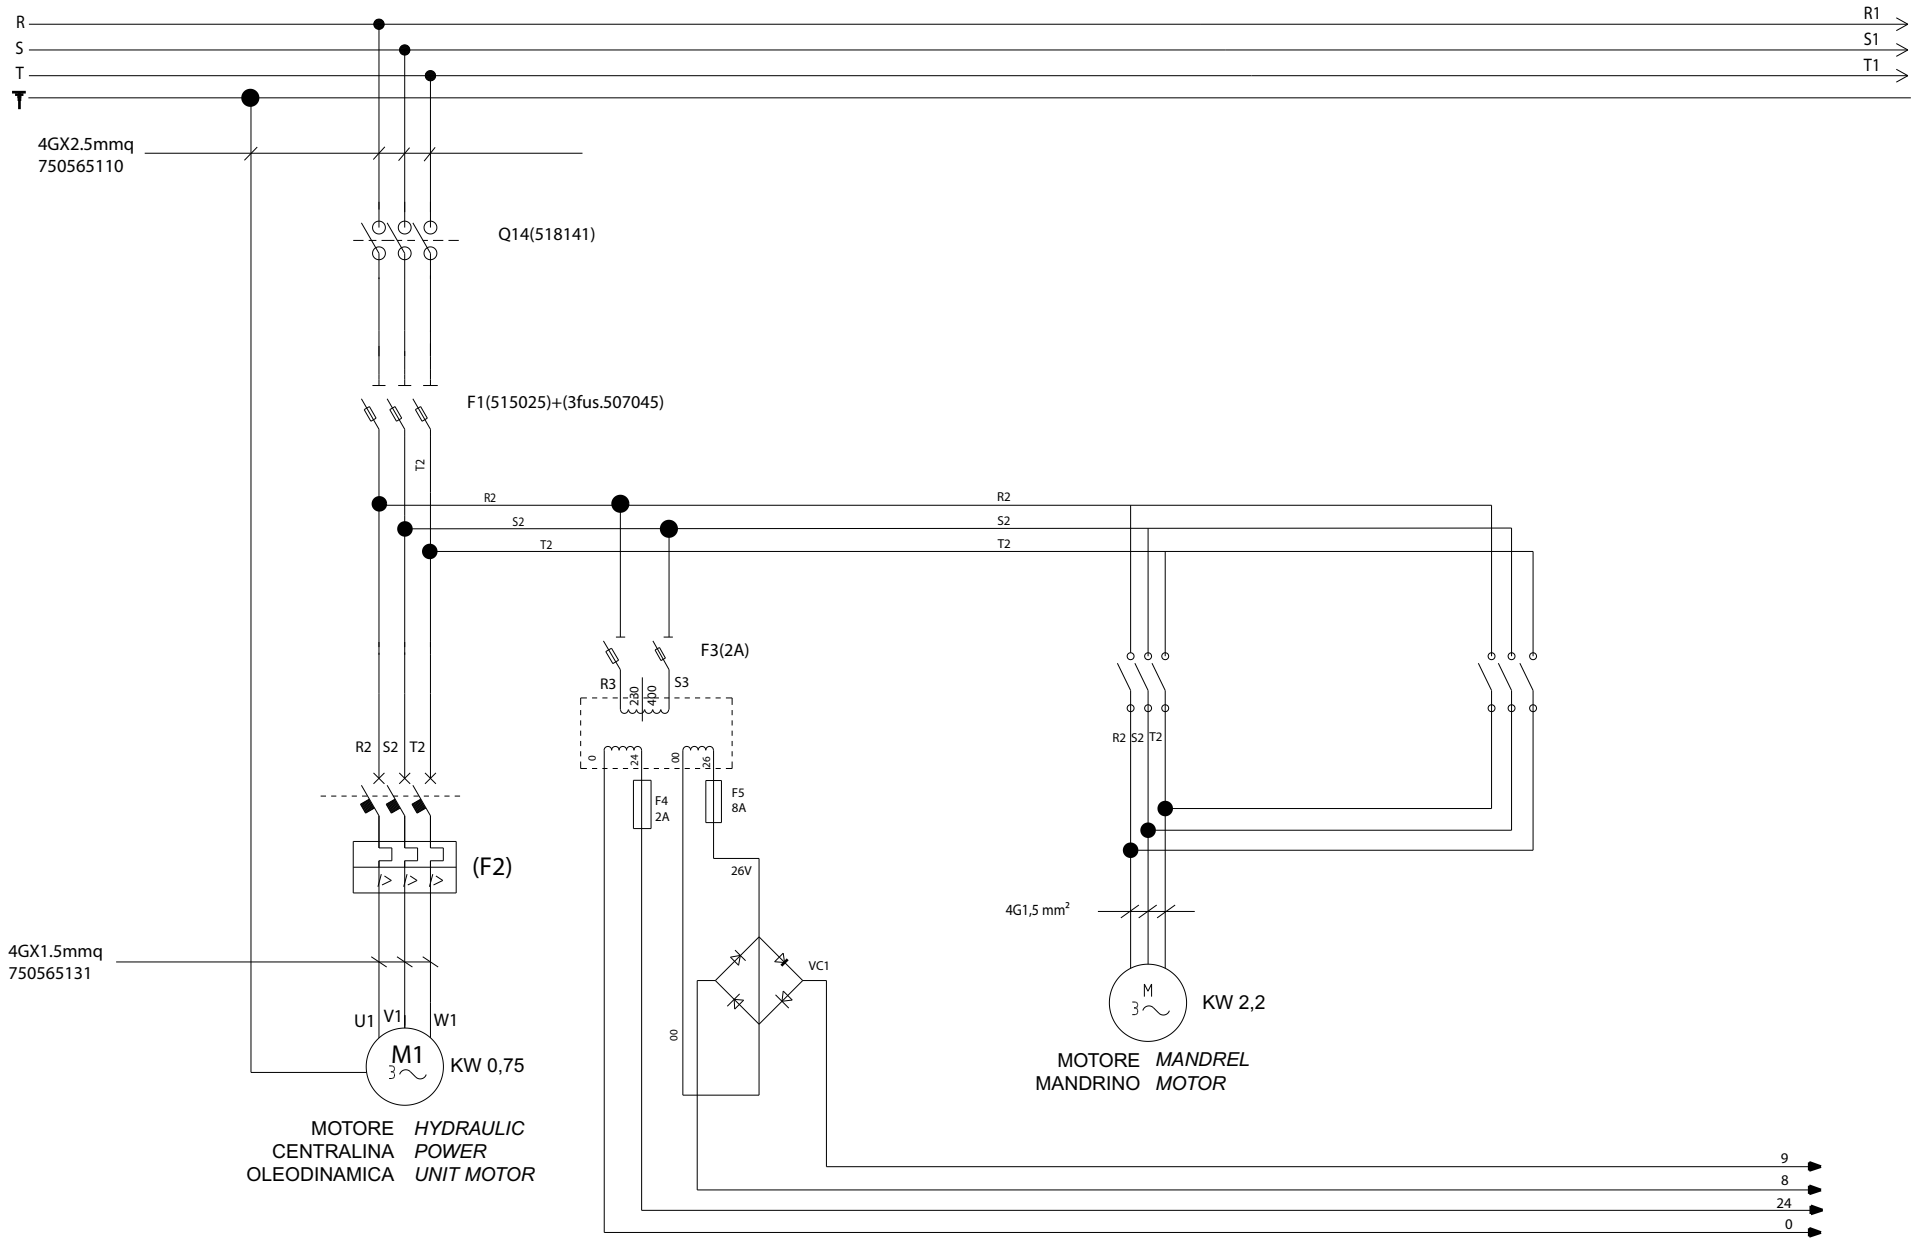 R
R1
S
S1
T
T1
4GX2.5mmq
750565110
Q14(518141)
F1(515025)+(3fus.507045)
T2
R2
R2
S2
S2
T2
T2
F3(2A)
R3
230
400
S3
R2 S2 T2
R2 S2 T2
0
24
00
26
F4
2A
F5
8A
(F2)
26V
4G1,5 mm²
4GX1.5mmq
750565131
VC1
M
3
KW 2,2
U1 V1 W1
00
M1
3
KW 0,75
MOTORE MANDREL
MANDRINO MOTOR
MOTORE HYDRAULIC
CENTRALINA POWER
OLEODINAMICA UNIT MOTOR
9
8
24
0